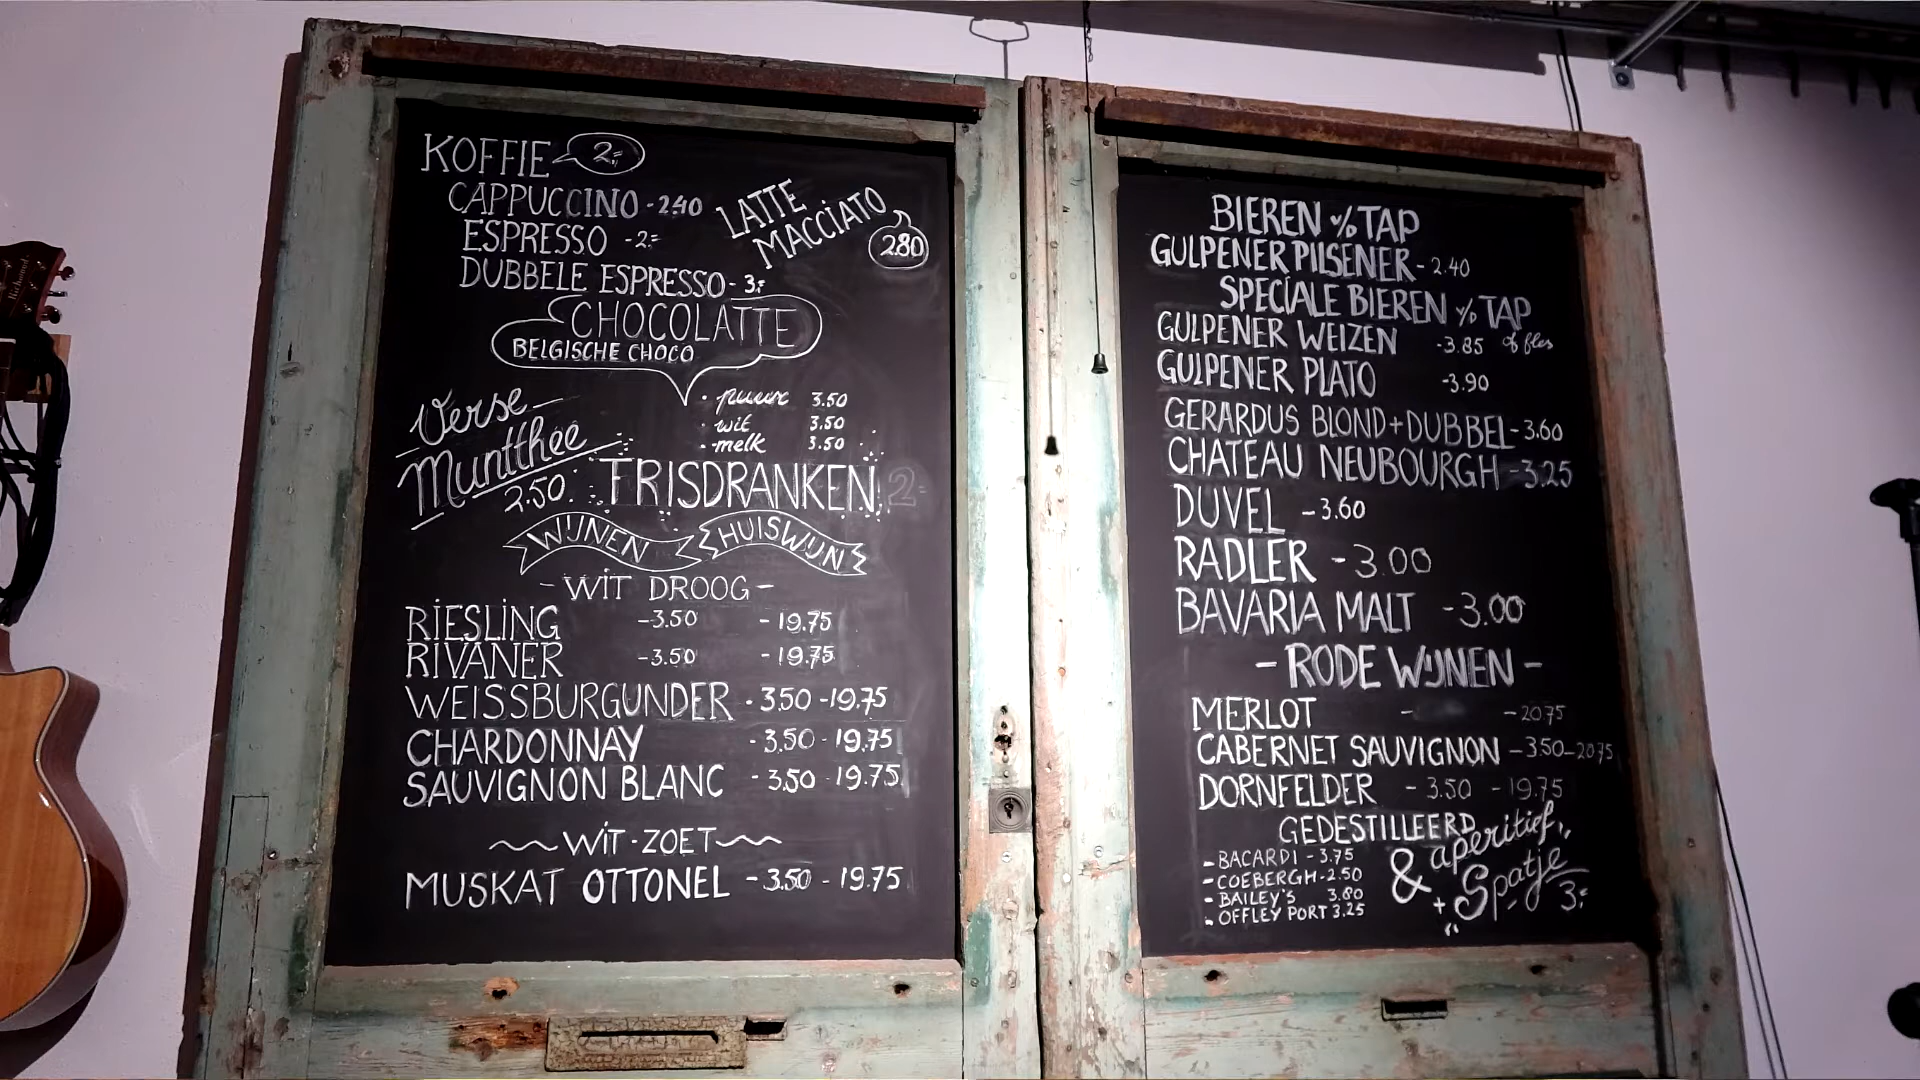 KOFFIE 2=
CAPPUCCINO - 2.40
LATTE MACCIATO 2.80
ESPRESSO - 2=
DUBBELE ESPRESSO - 3=
CHOCOLATTE
BELGISCHE CHOCO
· puur 3.50
· wit 3.50
· melk 3.50
Verse
Muntthee
2.50
FRISDRANKEN 2=
WIJNEN HUISWIJN
- WIT DROOG -
RIESLING - 3.50 - 19.75
RIVANER - 3.50 - 19.75
WEISSBURGUNDER - 3.50 - 19.75
CHARDONNAY - 3.50 - 19.75
SAUVIGNON BLANC - 3.50 19.75
WIT - ZOET
MUSKAT OTTONEL - 3.50 - 19.75
BIEREN v/D TAP
GULPENER PILSENER - 2.40
SPECIALE BIEREN v/D TAP
GULPENER WEIZEN - 3.85 of fles
GULPENER PLATO - 3.90
GERARDUS BLOND + DUBBEL - 3.60
CHATEAU NEUBOURGH - 3.25
DUVEL - 3.60
RADLER - 3.00
BAVARIA MALT - 3.00
- RODE WIJNEN -
MERLOT - - 20.75
CABERNET SAUVIGNON - 3.50 - 20.75
DORNFELDER - 3.50 - 19.75
GEDESTILLEERD
& aperitief
- BACARDI - 3.75
- COEBERGH - 2.50
- BAILEY'S 3.80
- OFFLEY PORT 3.25
+ "Spatje" 3=
Richwood